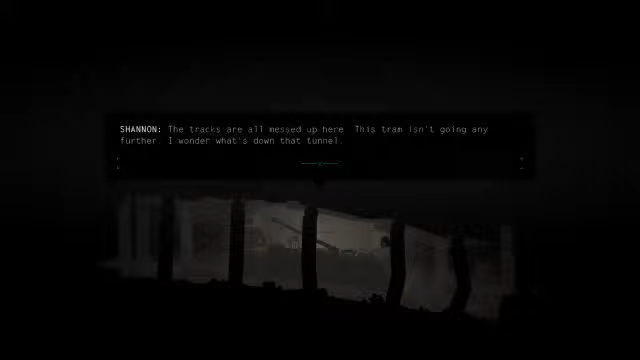 SHANNON: The tracks are all messed up here. This tram isn't going any
further. I wonder what's down that tunnel.